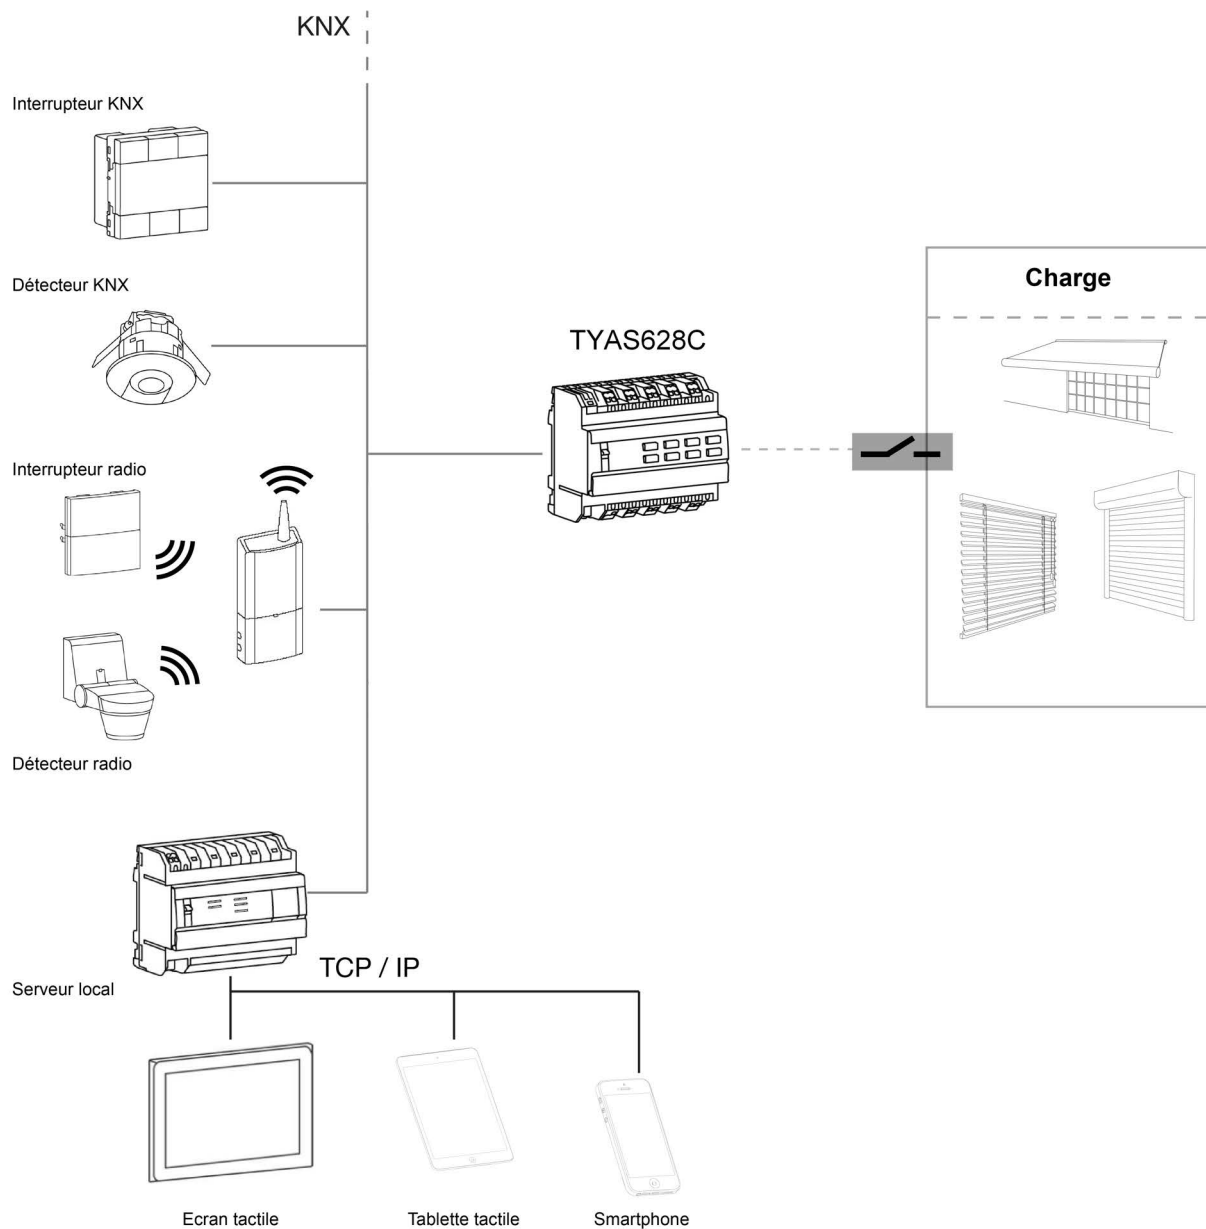 KNX
Interrupteur KNX
Détecteur KNX
Charge
TYAS628C
Interrupteur radio
Détecteur radio
TCP / IP
Serveur local
Ecran tactile
Tablette tactile
Smartphone